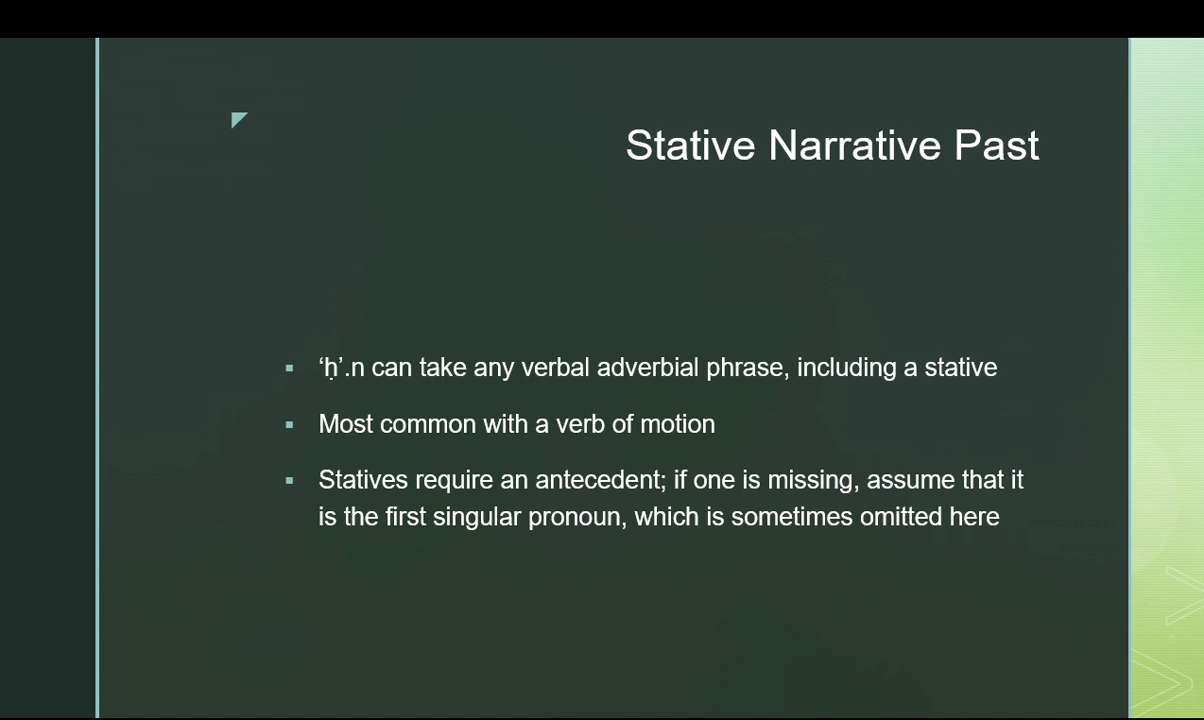 Stative Narrative Past
‘ḥ’.n can take any verbal adverbial phrase, including a stative
Most common with a verb of motion
Statives require an antecedent; if one is missing, assume that it
is the first singular pronoun, which is sometimes omitted here